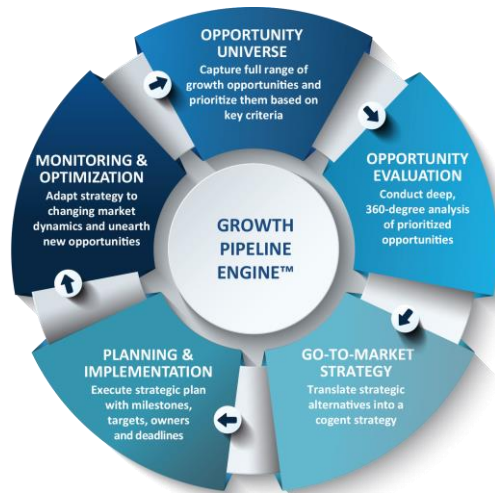 OPPORTUNITY
UNIVERSE
Capture full range of
growth opportunities and
prioritize them based on
key criteria
OPPORTUNITY
EVALUATION
Conduct deep,
360-degree analysis
of prioritized
opportunities
GO-TO-MARKET
STRATEGY
Translate strategic
alternatives into a
cogent strategy
PLANNING &
IMPLEMENTATION
Execute strategic plan
with milestones,
targets, owners
and deadlines
MONITORING &
OPTIMIZATION
Adapt strategy to
changing market
dynamics and unearth
new opportunities
GROWTH
PIPELINE
ENGINE™